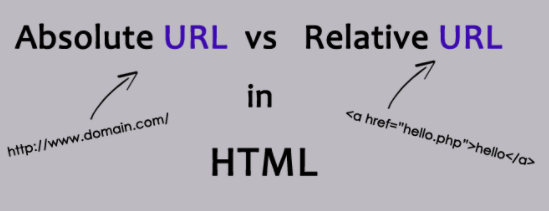 Absolute URL vs Relative URL
in
HTML
http://www.domain.com/
<a href="hello.php">hello</a>